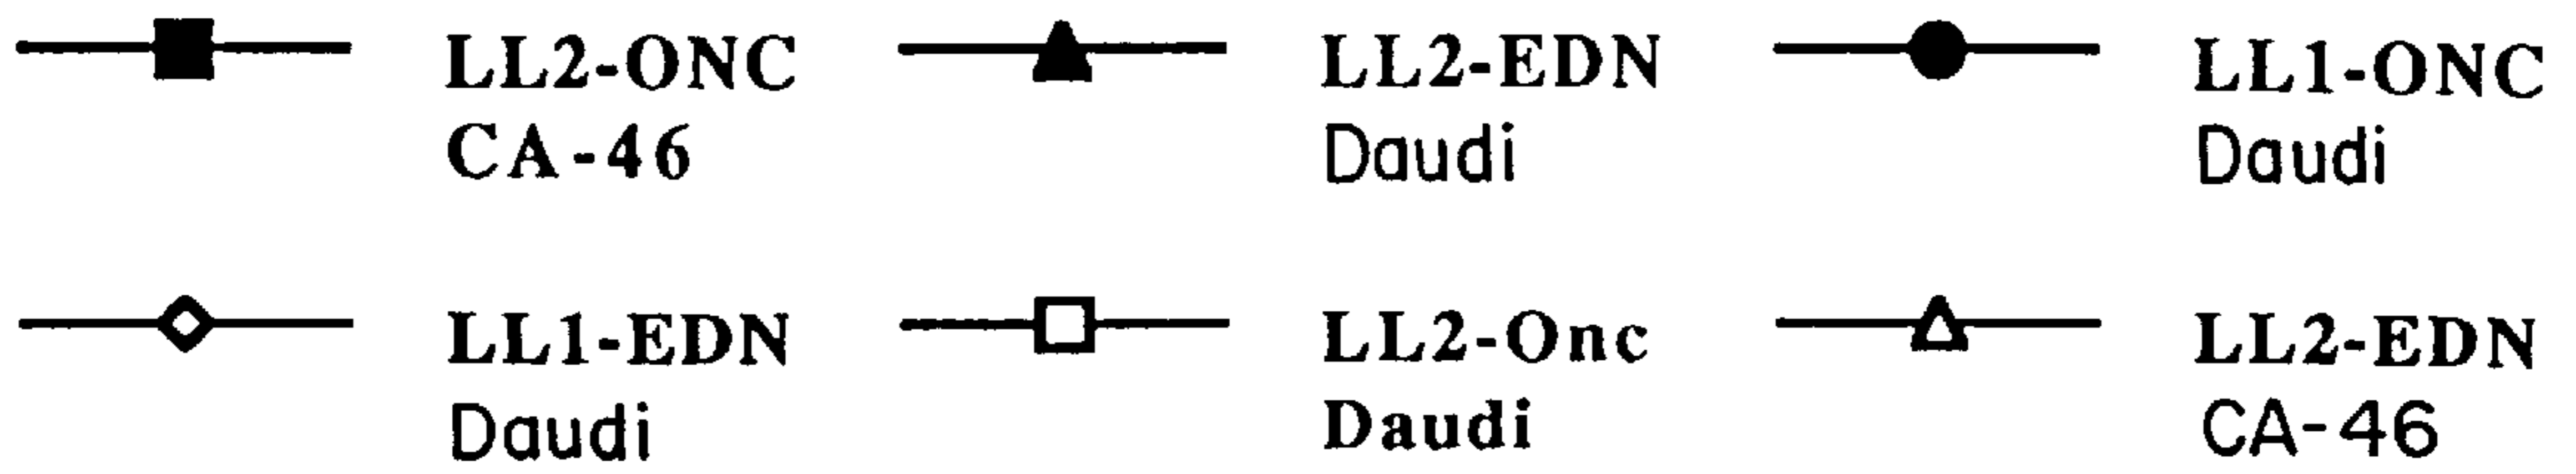 LL2-ONC
CA-46
LL2-EDN
Daudi
LL1-ONC
Daudi
LL1-EDN
Daudi
LL2-Onc
Daudi
LL2-EDN
CA-46